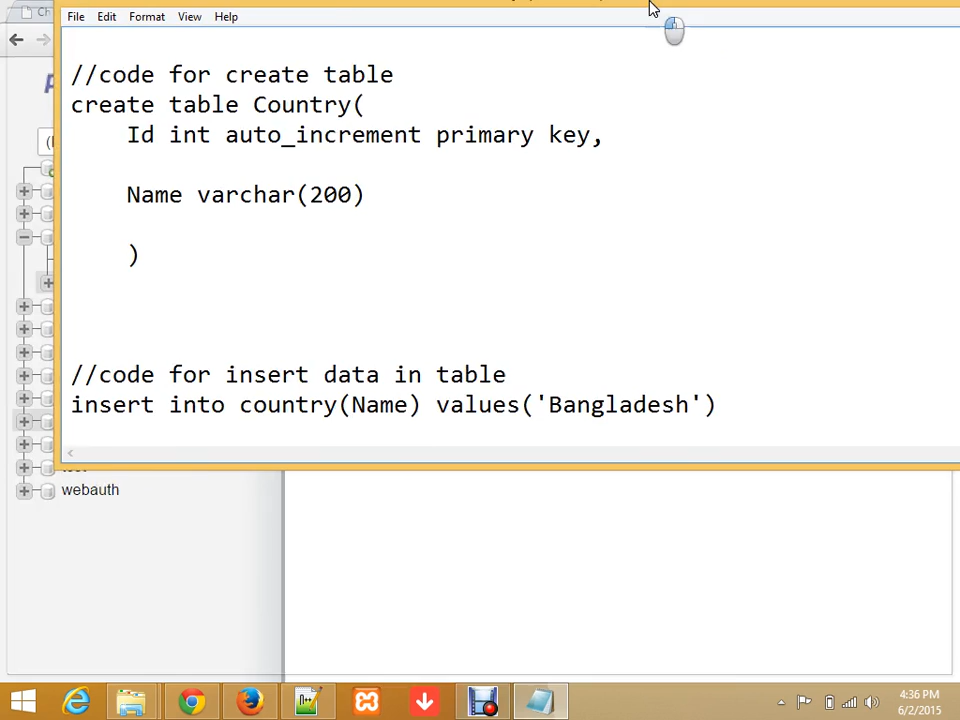 Ch
File Edit Format View Help
//code for create table
create table Country(
Id int auto_increment primary key,
Name varchar(200)
)
//code for insert data in table
insert into country(Name) values('Bangladesh')
webauth
4:36 PM
6/2/2015